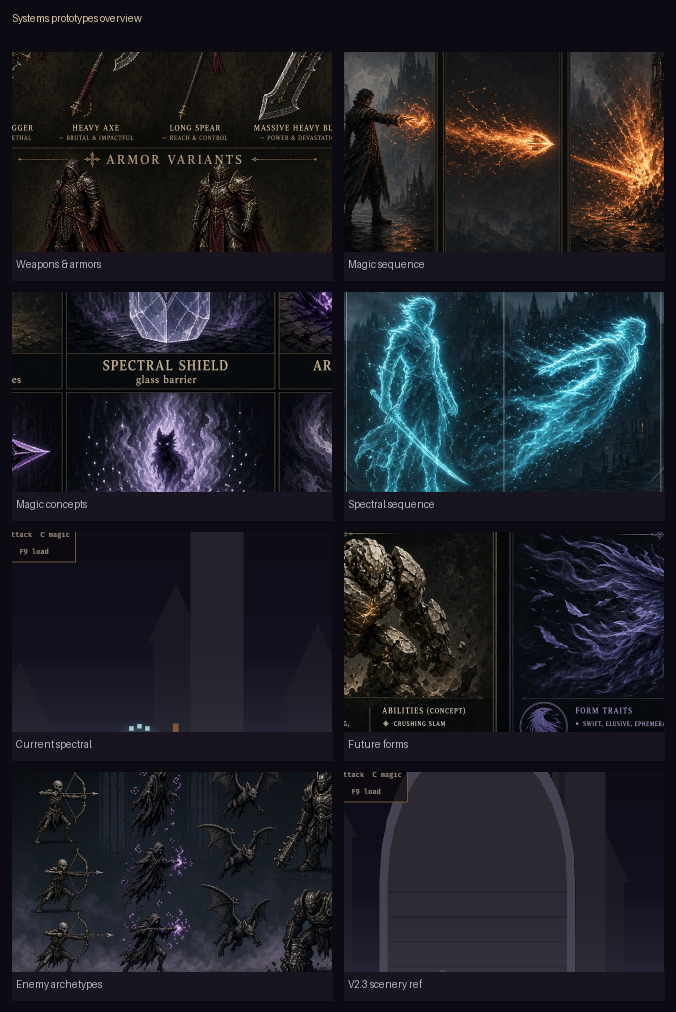 Systems prototypes overview
GGER
ETHAL
HEAVY AXE
– BRUTAL & IMPACTFUL
LONG SPEAR
– REACH & CONTROL
MASSIVE HEAVY BL
– POWER & DEVASTATI
ARMOR VARIANTS
Weapons & armors
Magic sequence
es
SPECTRAL SHIELD
glass barrier
AR
Magic concepts
Spectral sequence
ttack C magic
F9 load
Current spectral
G,
ABILITIES (CONCEPT)
CRUSHING SLAM
FORM TRAITS
• SWIFT, ELUSIVE, EPHEMERA
Future forms
Enemy archetypes
ttack C magic
F9 load
V2.3 scenery ref